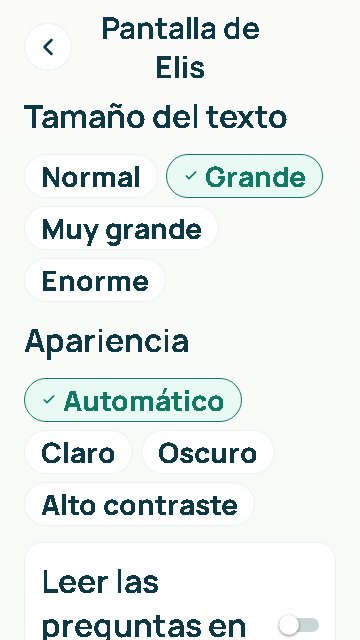 Pantalla de
Elis
Tamaño del texto
Normal
Grande
Muy grande
Enorme
Apariencia
Automático
Claro
Oscuro
Alto contraste
Leer las
preguntas en